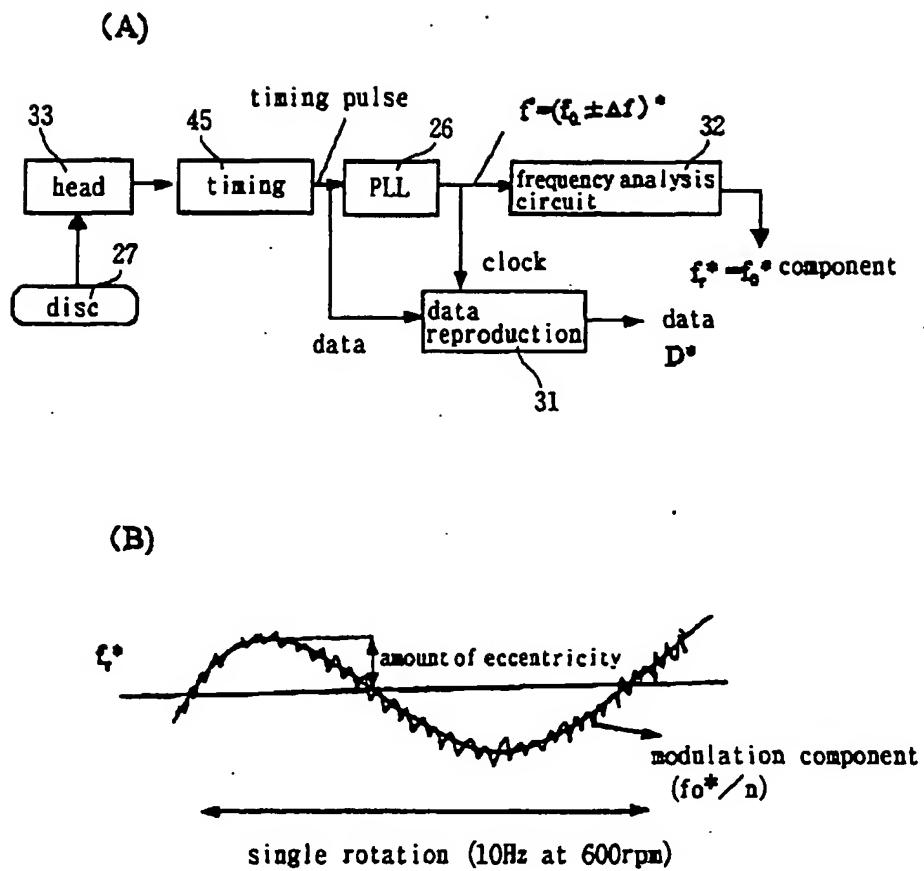 (A)
timing pulse
f=(f₀±Δf)*
33
45
26
32
head
timing
PLL
frequency analysis
circuit
27
disc
clock
fᵣ*=f₀* component
data
data
reproduction
data
D*
31
(B)
fᵣ*
amount of eccentricity
modulation component
(fo*/n)
single rotation (10Hz at 600rpm)